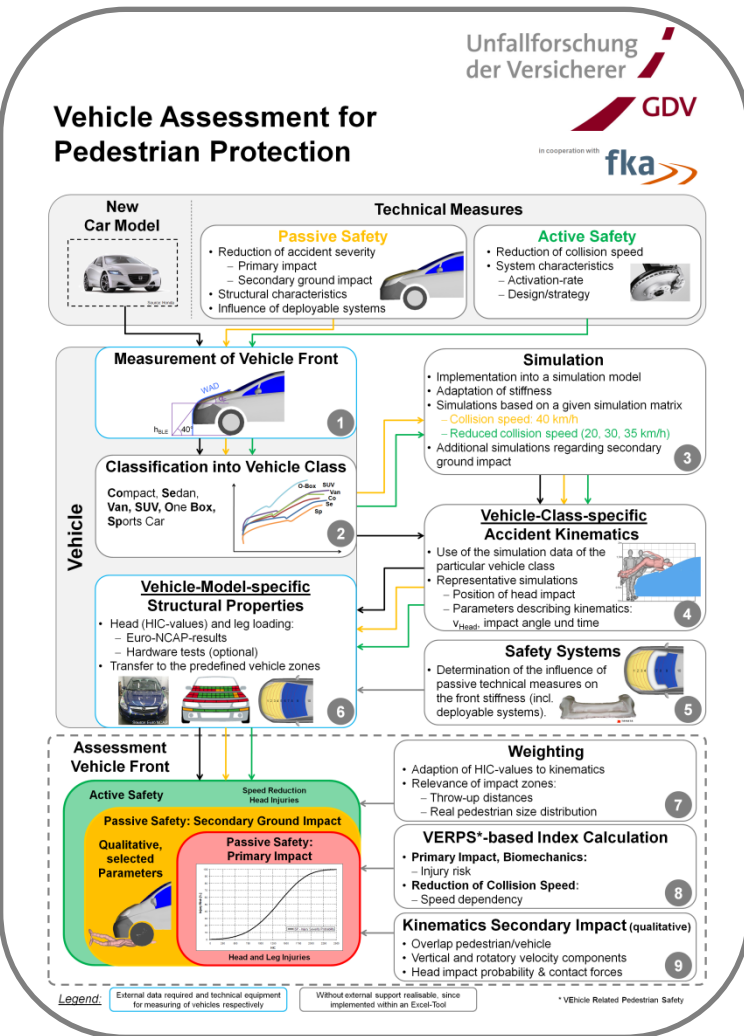 Unfallforschung
der Versicherer
GDV
Vehicle Assessment for
Pedestrian Protection
in cooperation with
fka
New
Car Model
Technical Measures
Passive Safety
• Reduction of accident severity
– Primary impact
– Secondary ground impact
• Structural characteristics
• Influence of deployable systems
Active Safety
• Reduction of collision speed
• System characteristics
– Activation-rate
– Design/strategy
Vehicle
Measurement of Vehicle Front
WAD
hBLE
40°
1
Classification into Vehicle Class
Compact, Sedan,
Van, SUV, One Box,
Sports Car
O-Box
SUV
Van
Co
Se
Sp
2
Simulation
• Implementation into a simulation model
• Adaptation of stiffness
• Simulations based on a given simulation matrix
– Collision speed: 40 km/h
– Reduced collision speed (20, 30, 35 km/h)
• Additional simulations regarding secondary
ground impact
3
Vehicle-Class-specific
Accident Kinematics
• Use of the simulation data of the
particular vehicle class
• Representative simulations
– Position of head impact
– Parameters describing kinematics:
vHead, impact angle und time
4
Vehicle-Model-specific
Structural Properties
• Head (HIC-values) and leg loading:
– Euro-NCAP-results
– Hardware tests (optional)
• Transfer to the predefined vehicle zones
6
Safety Systems
• Determination of the influence of
passive technical measures on
the front stiffness (incl.
deployable systems).
5
Assessment
Vehicle Front
Active Safety
Speed Reduction
Head Injuries
Passive Safety: Secondary Ground Impact
Qualitative,
selected
Parameters
Passive Safety:
Primary Impact
Head and Leg Injuries
Weighting
• Adaption of HIC-values to kinematics
• Relevance of impact zones:
– Throw-up distances
– Real pedestrian size distribution
7
VERPS*-based Index Calculation
• Primary Impact, Biomechanics:
– Injury risk
• Reduction of Collision Speed:
– Speed dependency
8
Kinematics Secondary Impact (qualitative)
• Overlap pedestrian/vehicle
• Vertical and rotatory velocity components
• Head impact probability & contact forces
9
Legend:
External data required and technical equipment
for measuring of vehicles respectively
Without external support realisable, since
implemented within an Excel-Tool
* VEhicle Related Pedestrian Safety